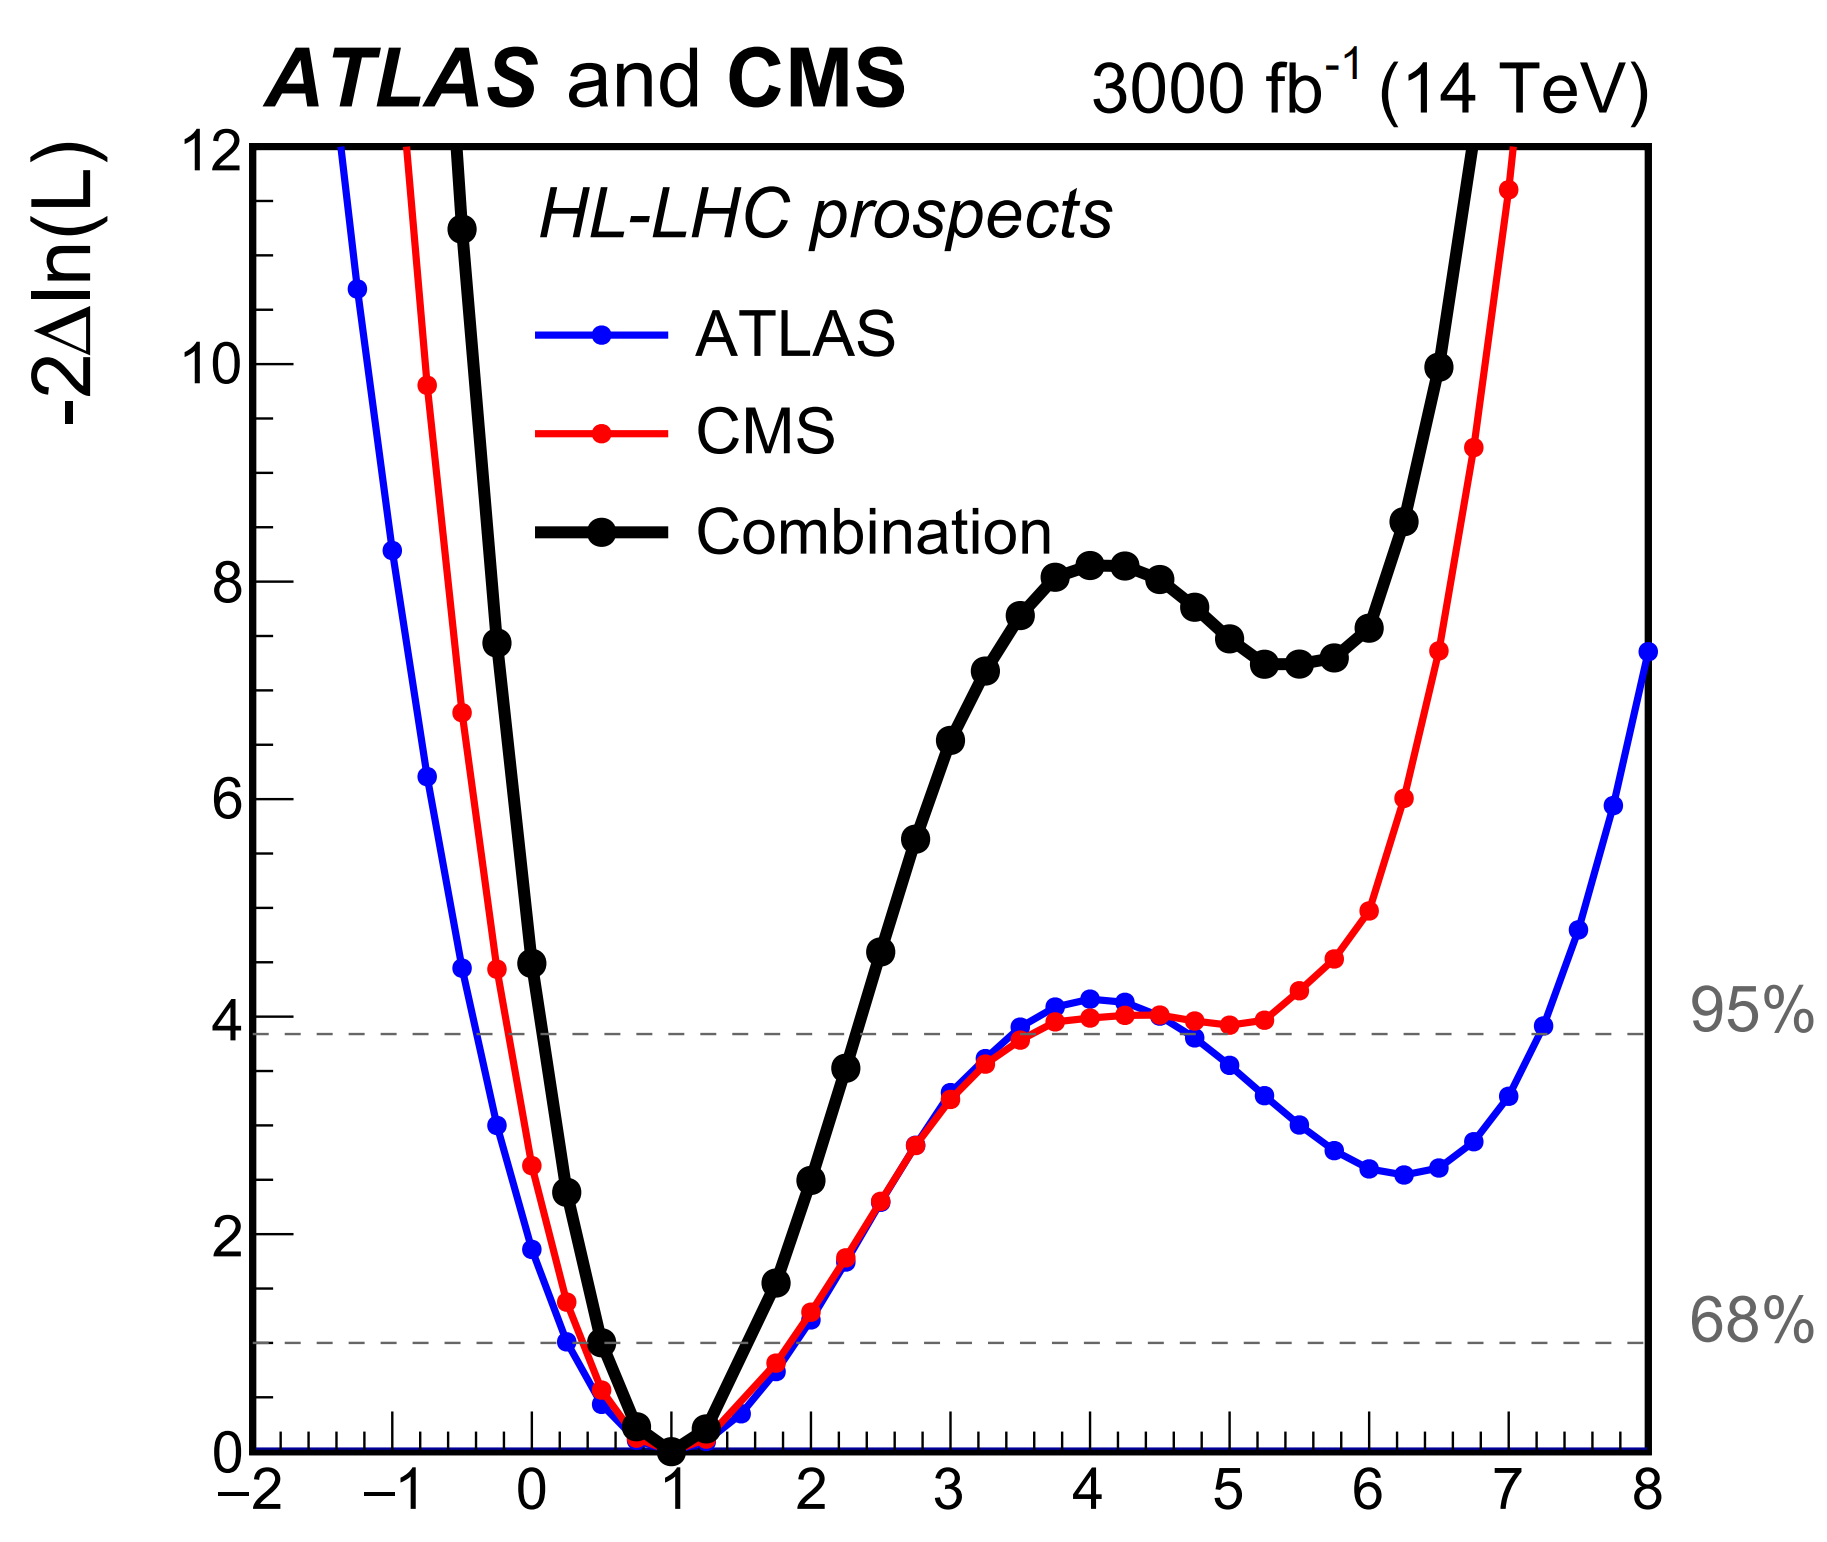 ATLAS and CMS
3000 fb-1 (14 TeV)
-2Δln(L)
HL-LHC prospects
ATLAS
CMS
Combination
12
10
8
6
4
2
0
95%
68%
–2 –1 0 1 2 3 4 5 6 7 8